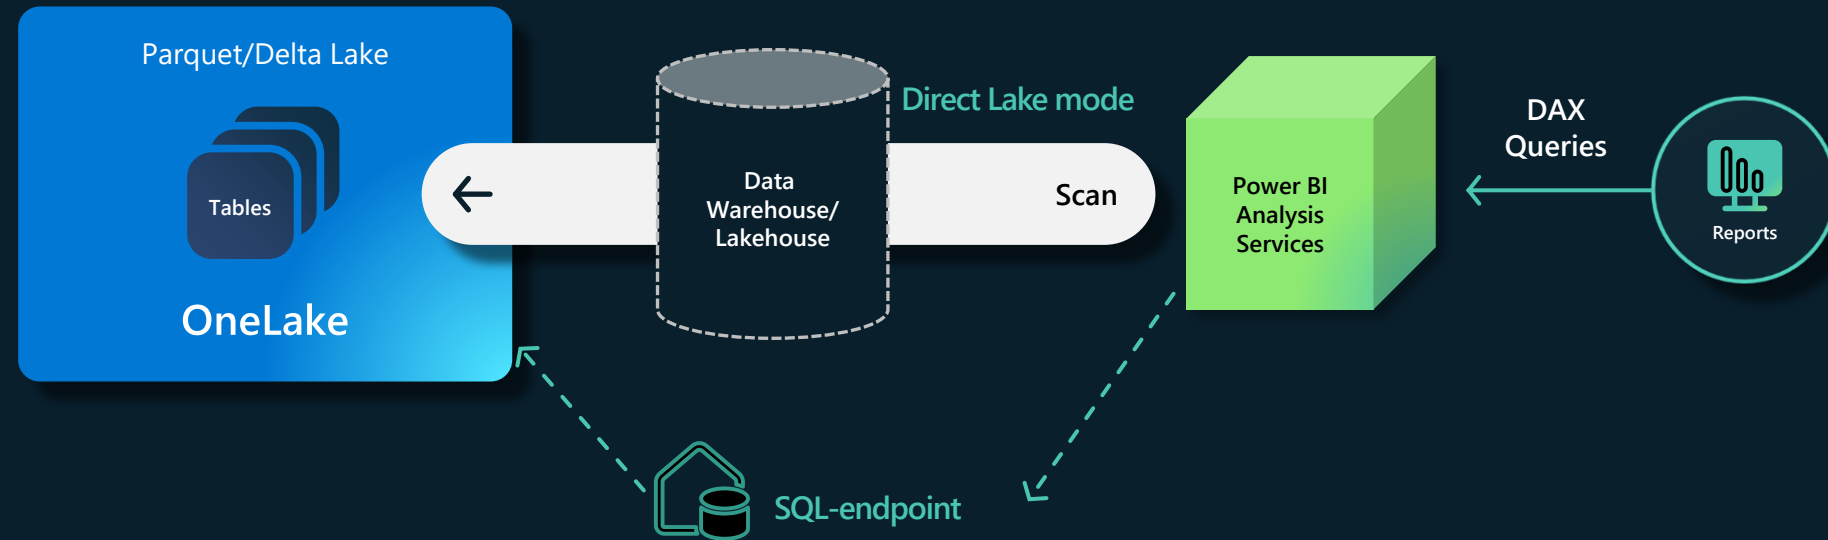 Parquet/Delta Lake
Tables
OneLake
Data
Warehouse/
Lakehouse
Direct Lake mode
Scan
Power BI
Analysis
Services
DAX
Queries
Reports
SQL-endpoint